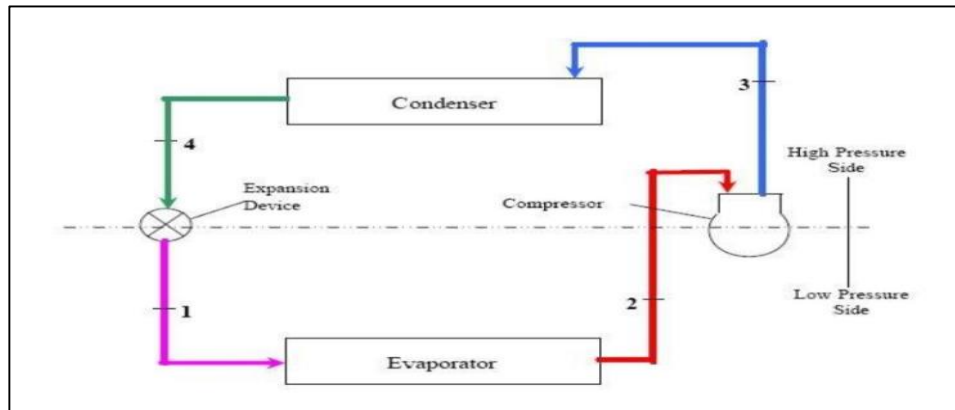 Condenser
3
4
High Pressure
Side
Expansion
Device
Compressor
1
2
Low Pressure
Side
Evaporator